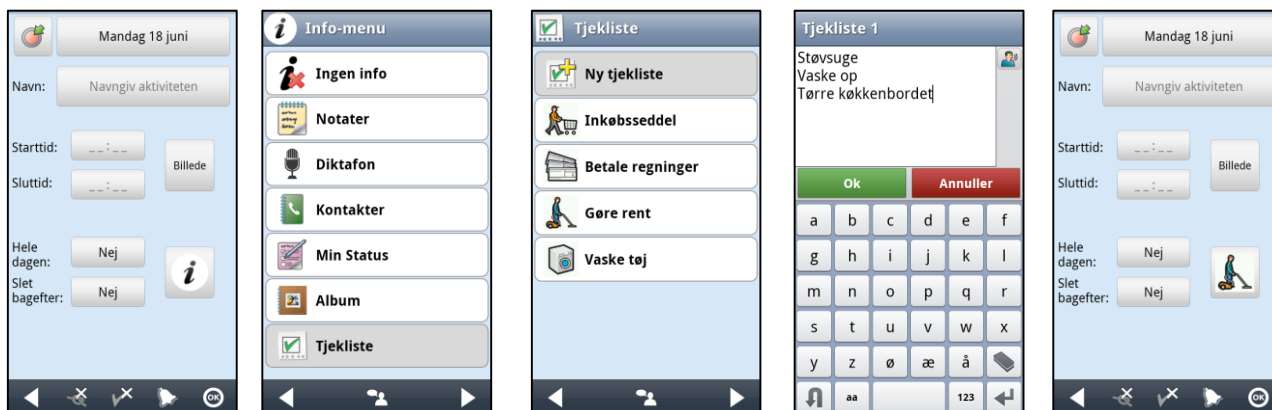 Mandag 18 juni
Navn:
Navngiv aktiviteten
Starttid:
__:__
Billede
Sluttid:
__:__
Hele
dagen:
Nej
i
Slet
bagefter:
Nej
OK
i
Info-menu
Ingen info
Notater
Diktafon
Kontakter
Min Status
Album
Tjekliste
Tjekliste
Ny tjekliste
Inkøbsseddel
Betale regninger
Gøre rent
Vaske tøj
Tjekliste 1
Støvsuge
Vaske op
Tørre køkkenbordet
Ok
Annuller
a b c d e f
g h i j k l
m n o p q r
s t u v w x
y z ø æ å
aa 123
Mandag 18 juni
Navn:
Navngiv aktiviteten
Starttid:
__:__
Billede
Sluttid:
__:__
Hele
dagen:
Nej
Slet
bagefter:
Nej
OK